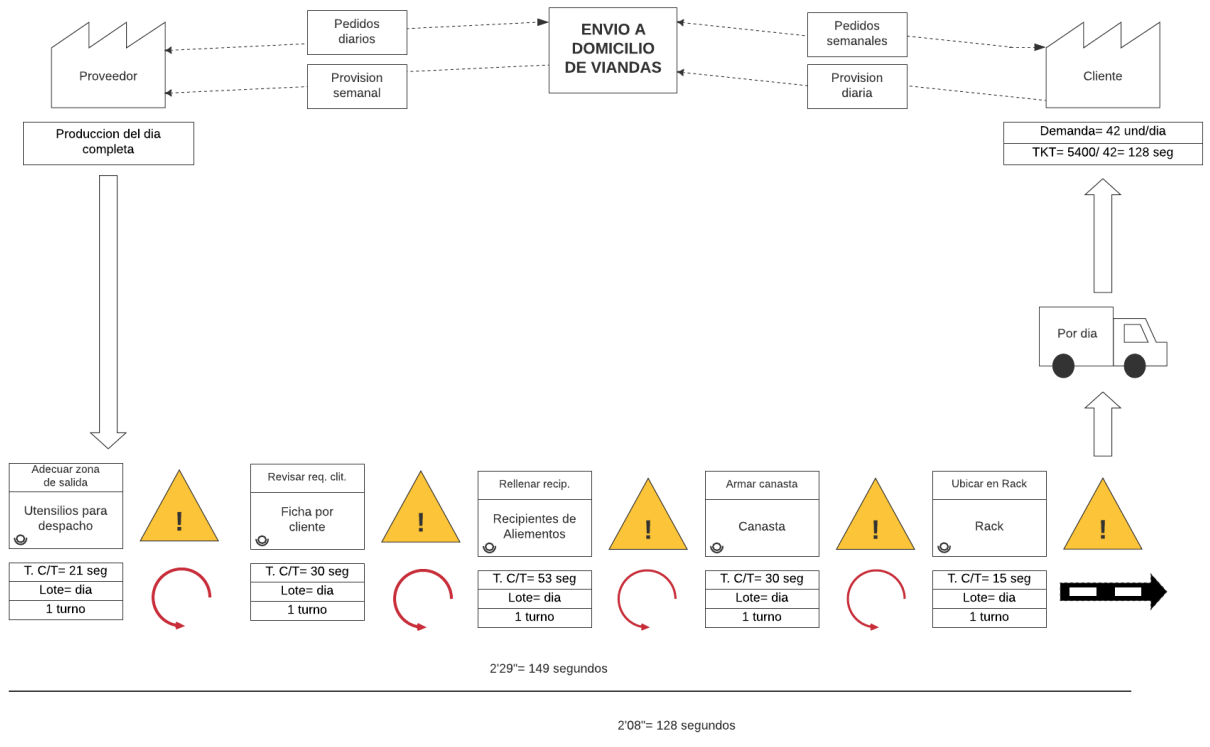 Pedidos
diarios
ENVIO A
DOMICILIO
DE VIANDAS
Pedidos
semanales
Proveedor
Provision
semanal
Provision
diaria
Cliente
Produccion del dia
completa
Demanda= 42 und/dia
TKT= 5400/ 42= 128 seg
Por dia
Adecuar zona
de salida
Utensilios para
despacho
!
Revisar req. clit.
Ficha por
cliente
!
Rellenar recip.
Recipientes de
Aliementos
!
Armar canasta
Canasta
!
Ubicar en Rack
Rack
!
T. C/T= 21 seg
Lote= dia
1 turno
T. C/T= 30 seg
Lote= dia
1 turno
T. C/T= 53 seg
Lote= dia
1 turno
T. C/T= 30 seg
Lote= dia
1 turno
T. C/T= 15 seg
Lote= dia
1 turno
2'29"= 149 segundos
2'08"= 128 segundos